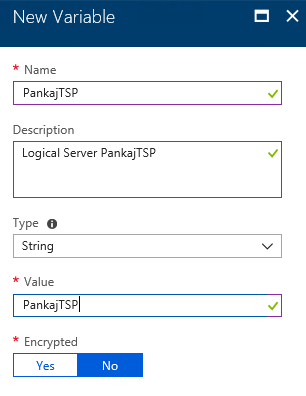 New Variable
* Name
PankajTSP
Description
Logical Server PankajTSP
Type
String
* Value
PankajTSP
* Encrypted
Yes No